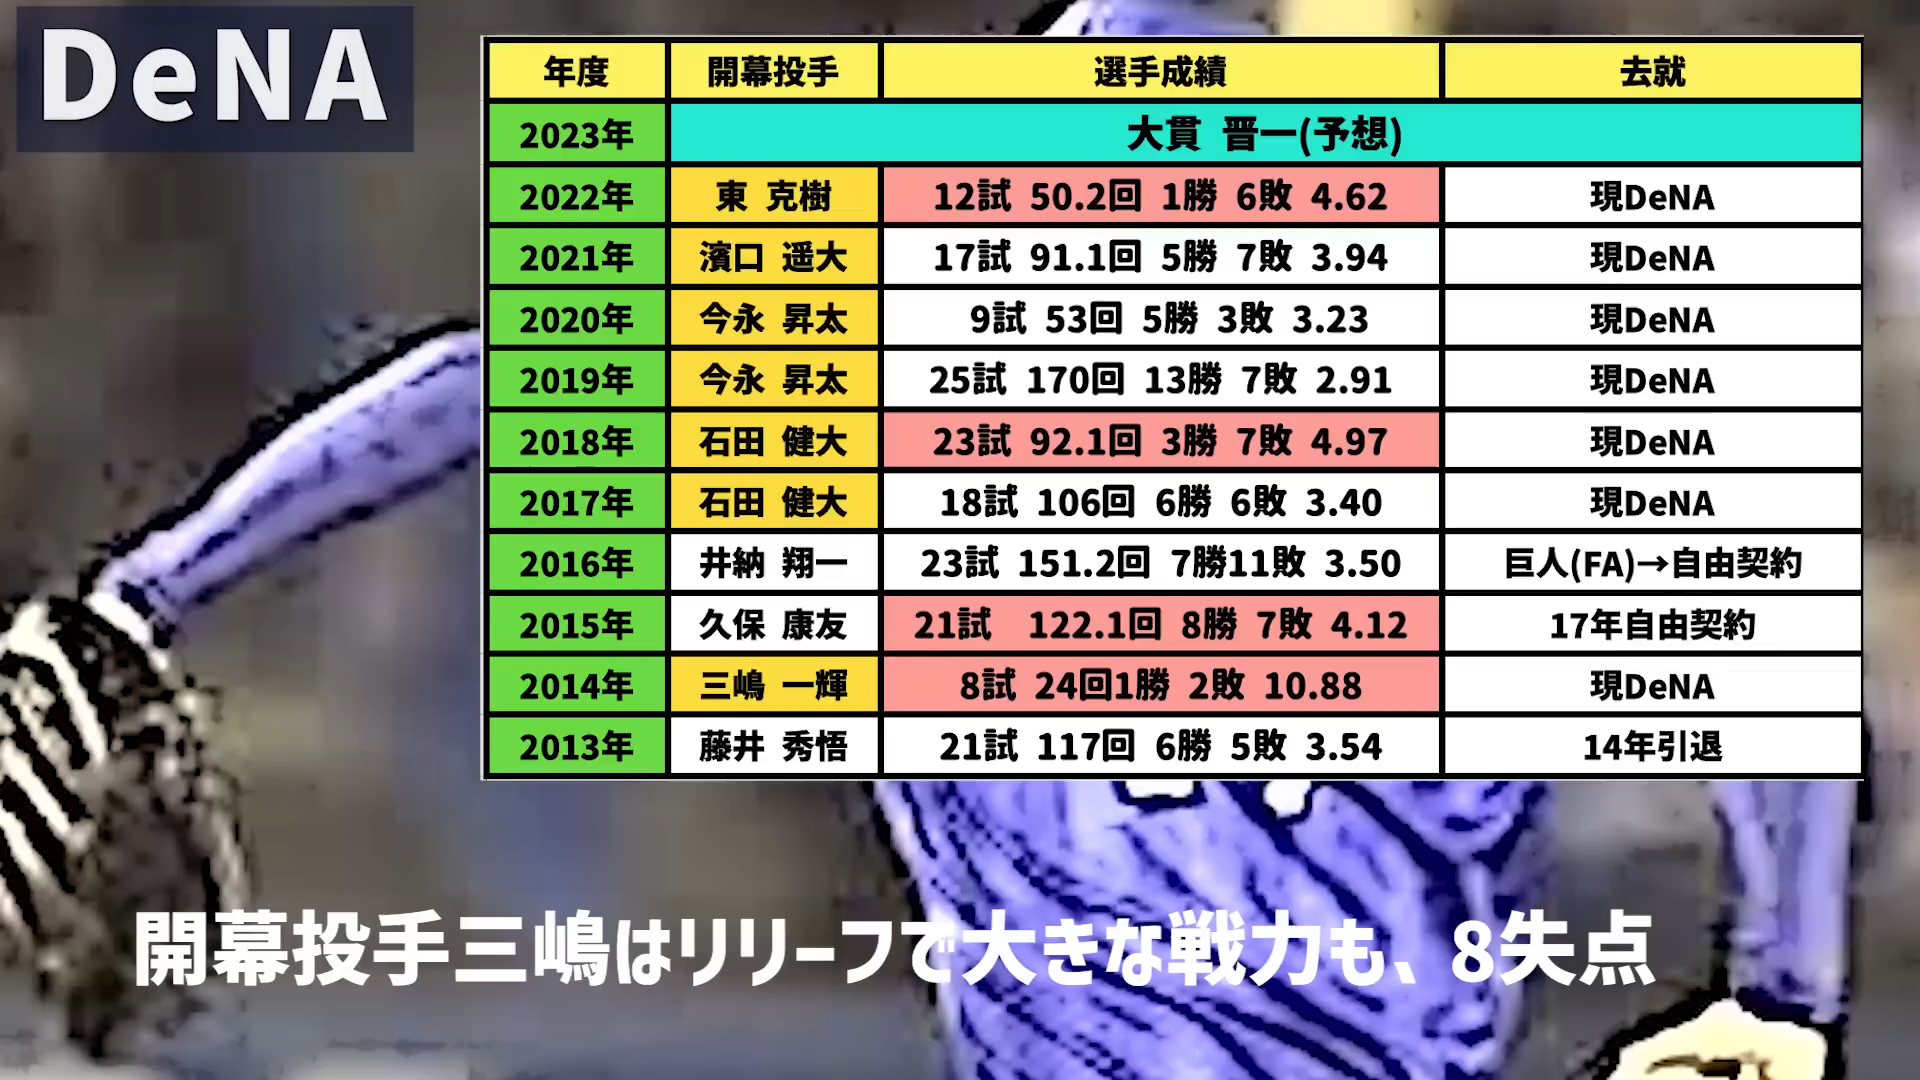 DeNA
年度 開幕投手 選手成績 去就
2023年 大貫 晋一(予想)
2022年 東 克樹 12試 50.2回 1勝 6敗 4.62 現DeNA
2021年 濱口 遥大 17試 91.1回 5勝 7敗 3.94 現DeNA
2020年 今永 昇太 9試 53回 5勝 3敗 3.23 現DeNA
2019年 今永 昇太 25試 170回 13勝 7敗 2.91 現DeNA
2018年 石田 健大 23試 92.1回 3勝 7敗 4.97 現DeNA
2017年 石田 健大 18試 106回 6勝 6敗 3.40 現DeNA
2016年 井納 翔一 23試 151.2回 7勝11敗 3.50 巨人(FA)→自由契約
2015年 久保 康友 21試 122.1回 8勝 7敗 4.12 17年自由契約
2014年 三嶋 一輝 8試 24回1勝 2敗 10.88 現DeNA
2013年 藤井 秀悟 21試 117回 6勝 5敗 3.54 14年引退
開幕投手三嶋はリリーフで大きな戦力も、8失点